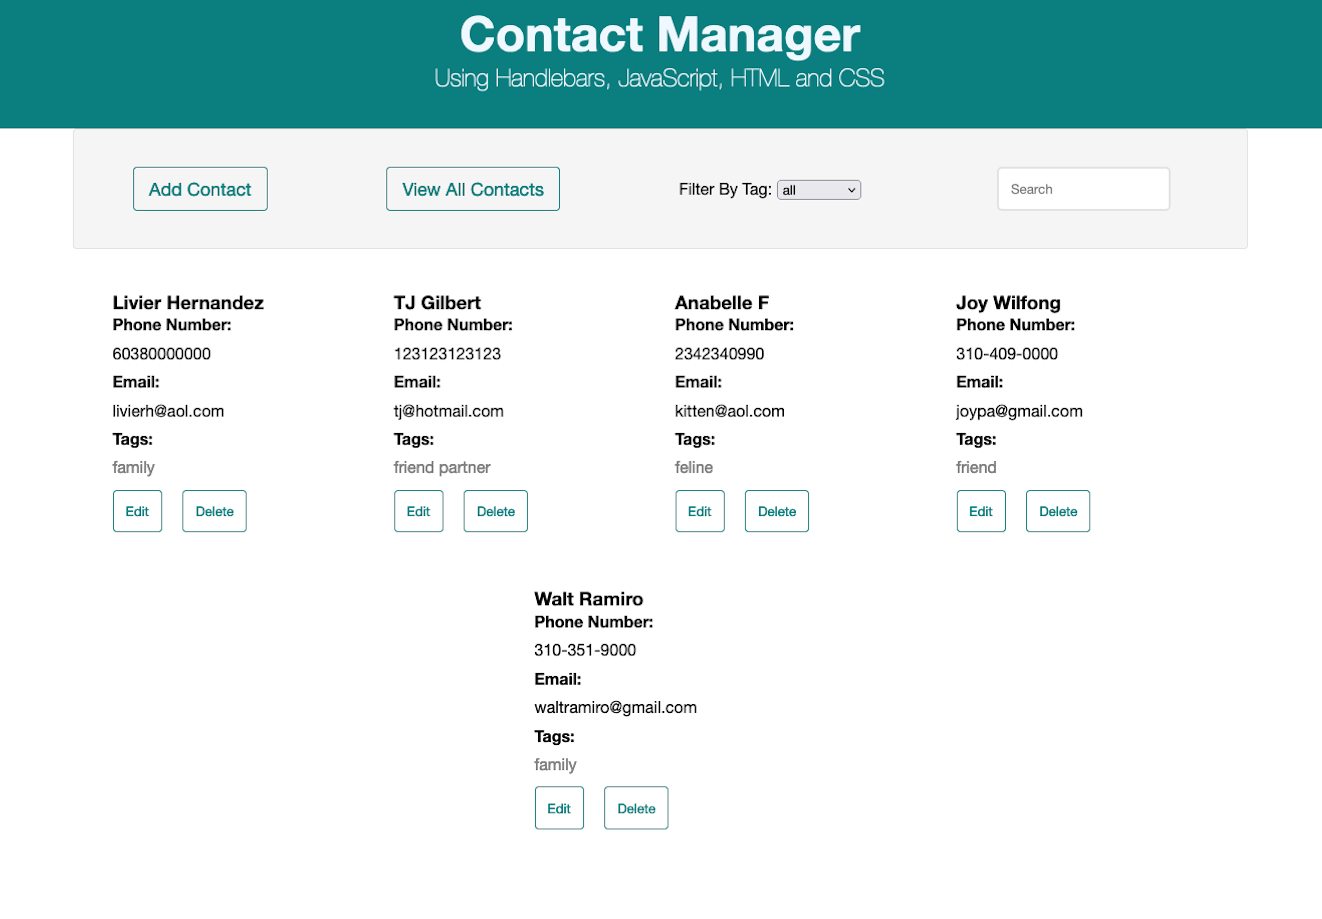 Contact Manager
Using Handlebars, JavaScript, HTML and CSS
Add Contact
View All Contacts
Filter By Tag: all
Search
Livier Hernandez
Phone Number:
60380000000
Email:
livierh@aol.com
Tags:
family
Edit
Delete
TJ Gilbert
Phone Number:
123123123123
Email:
tj@hotmail.com
Tags:
friend partner
Edit
Delete
Anabelle F
Phone Number:
2342340990
Email:
kitten@aol.com
Tags:
feline
Edit
Delete
Joy Wilfong
Phone Number:
310-409-0000
Email:
joypa@gmail.com
Tags:
friend
Edit
Delete
Walt Ramiro
Phone Number:
310-351-9000
Email:
waltramiro@gmail.com
Tags:
family
Edit
Delete